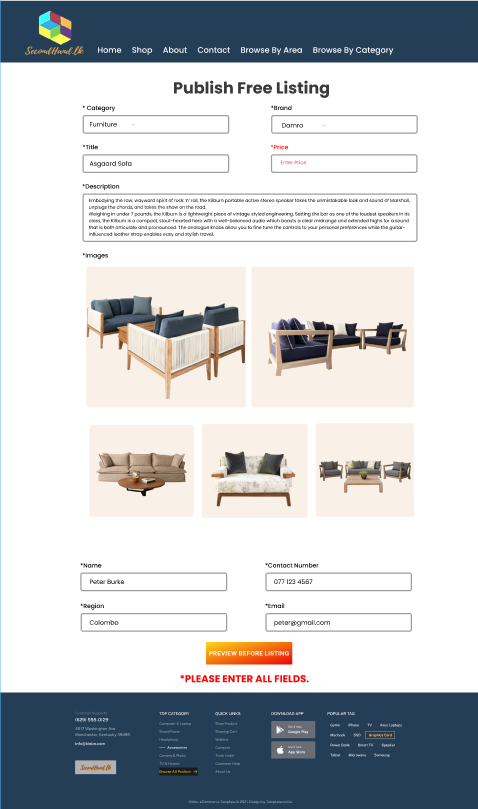 SecondHand.Lk
Home Shop About Contact Browse By Area Browse By Category
Publish Free Listing
* Category
*Brand
Furniture
Damro
*Title
*Price
Asgaard Sofa
Enter Price
*Description
Embodying the raw, wayward spirit of rock 'n' roll, the Kilburn portable active stereo speaker takes the unmistakable look and sound of Marshall,
unplugs the chords, and takes the show on the road.
Weighing in under 7 pounds, the Kilburn is a lightweight piece of vintage styled engineering. Setting the bar as one of the loudest speakers in its
class, the Kilburn is a compact, stout-hearted hero with a well-balanced audio which boasts a clear midrange and extended highs for a sound
that is both articulate and pronounced. The analogue knobs allow you to fine tune the controls to your personal preferences while the guitar-
influenced leather strap enables easy and stylish travel.
*Images
*Name
*Contact Number
Peter Burke
077 123 4567
*Region
*Email
Colombo
peter@gmail.com
PREVIEW BEFORE LISTING
*PLEASE ENTER ALL FIELDS.
Customer Supports:
(629) 555-0129
4517 Washington Ave.
Manchester, Kentucky 39495
info@kinbo.com
SecondHand.Lk
TOP CATEGORY
Computer & Laptop
SmartPhone
Headphone
Accessories
Camera & Photo
TV & Homes
Browse All Product →
QUICK LINKS
Shop Product
Shoping Cart
Wishlist
Compare
Track Order
Customer Help
About Us
DOWNLOAD APP
Get it now
Google Play
Get it now
App Store
POPULAR TAG
Game iPhone TV Asus Laptops
Macbook SSD Graphics Card
Power Bank Smart TV Speaker
Tablet Microwave Samsung